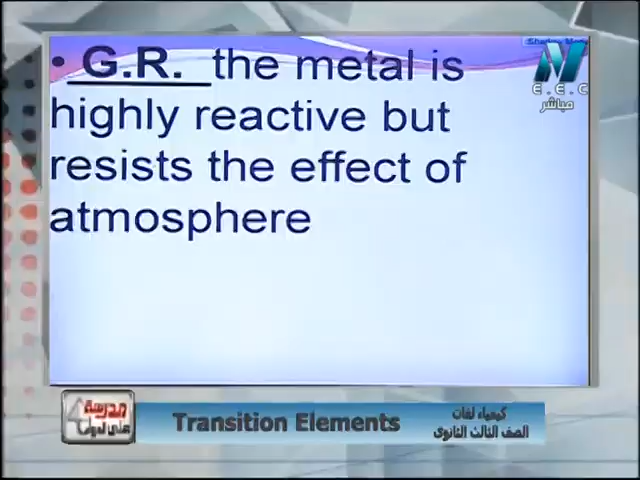 • G.R. the metal is
highly reactive but
resists the effect of
atmosphere
E.E.C
مباشر
مدرسة
على الهواء
Transition Elements
كيمياء لغات
الصف الثالث الثانوى